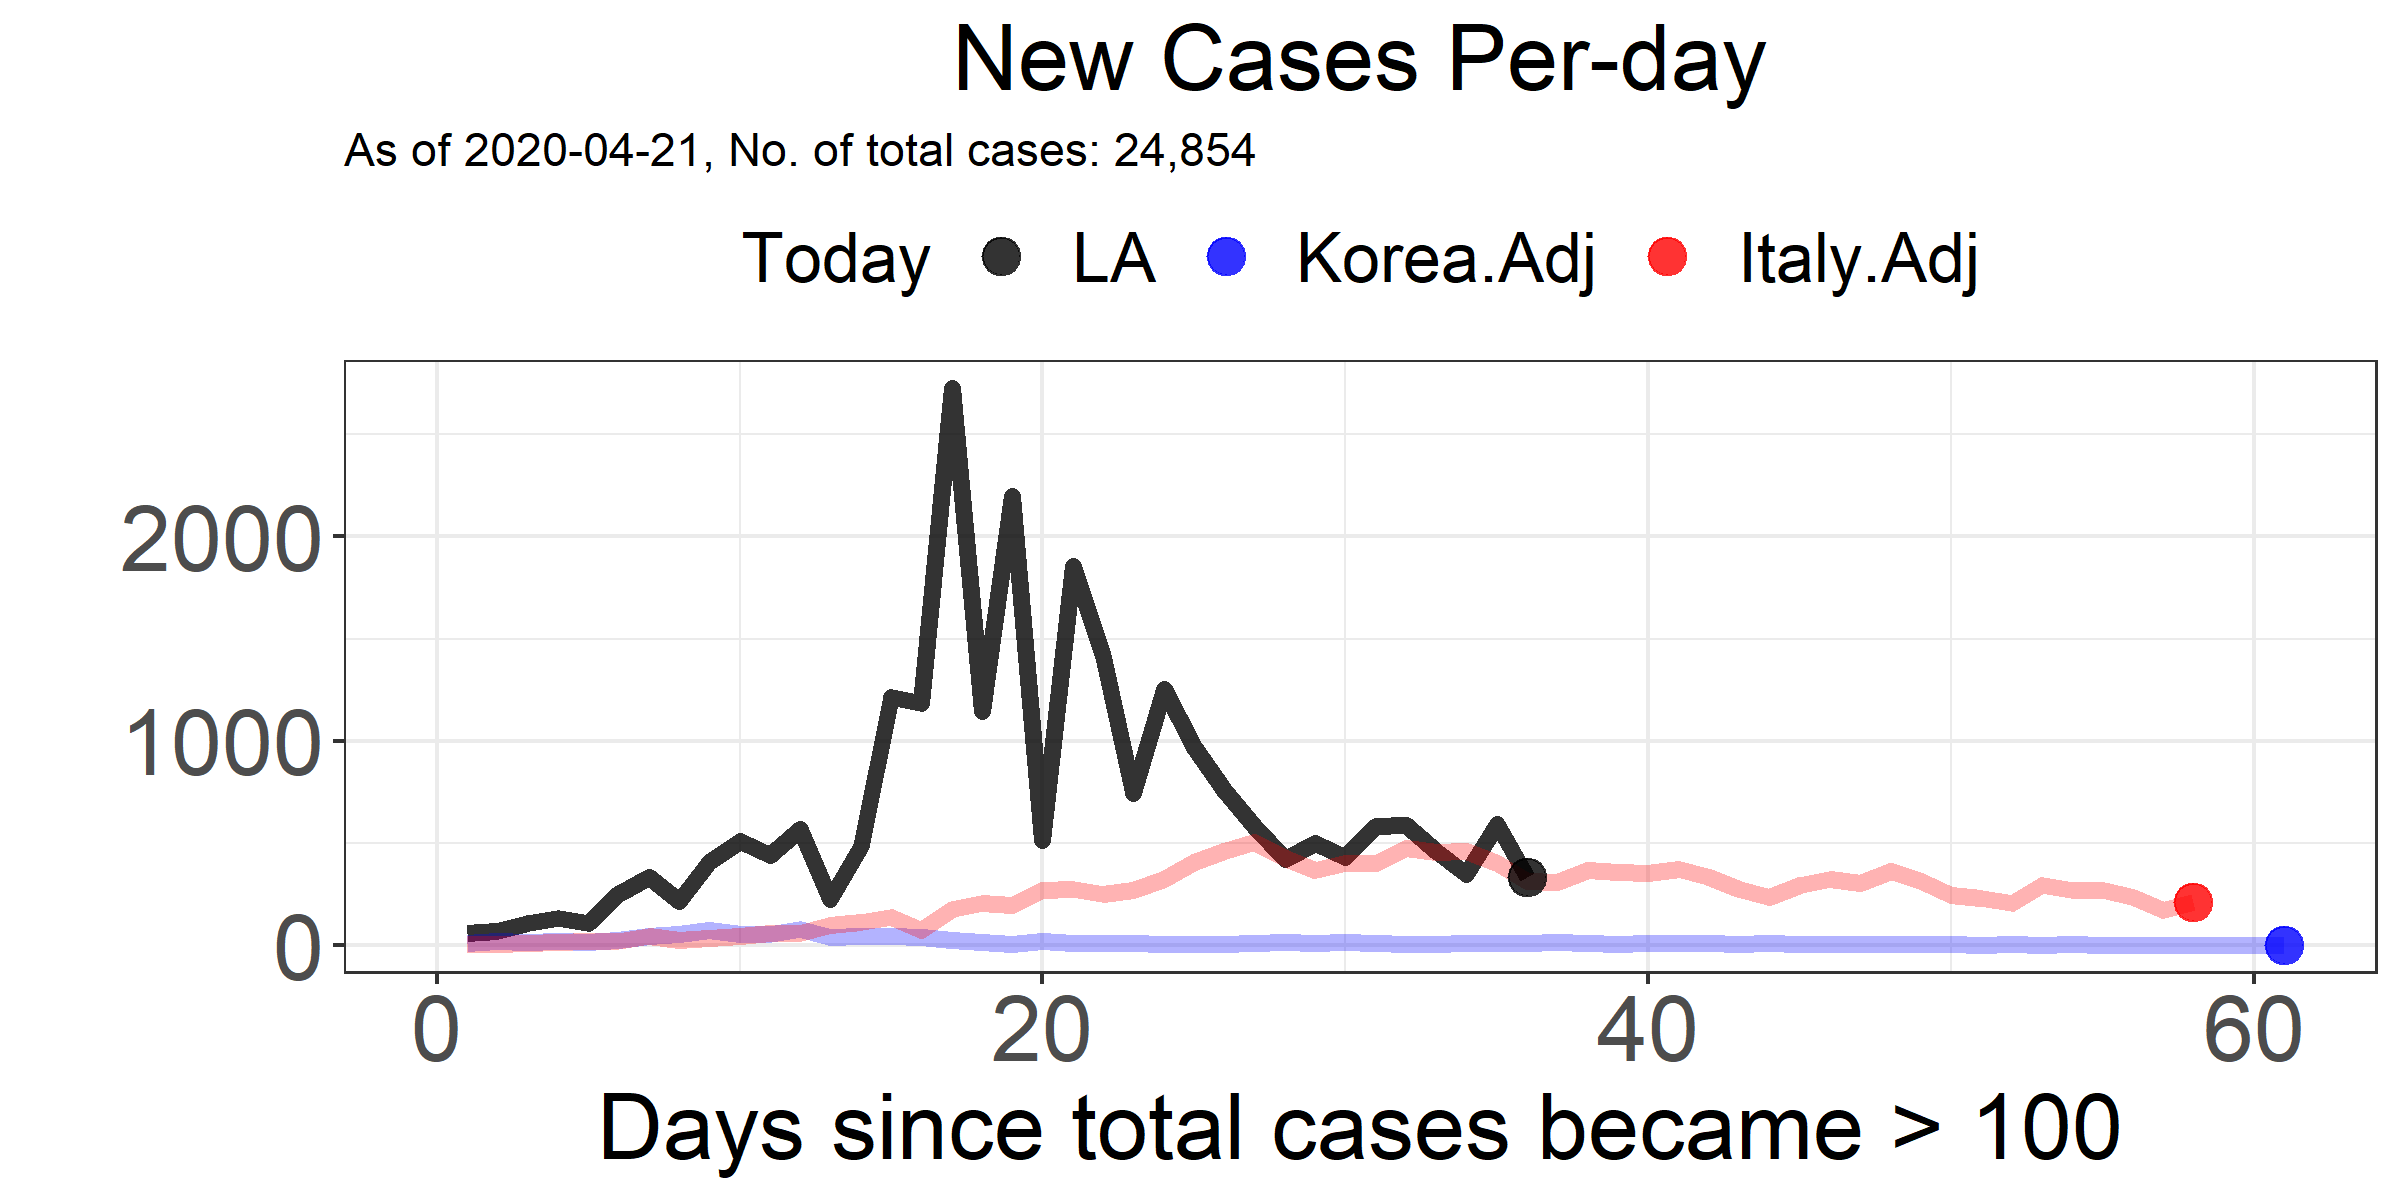 New Cases Per-day
As of 2020-04-21, No. of total cases: 24,854
Today LA Korea.Adj Italy.Adj
2000
1000
0
0 20 40 60
Days since total cases became > 100